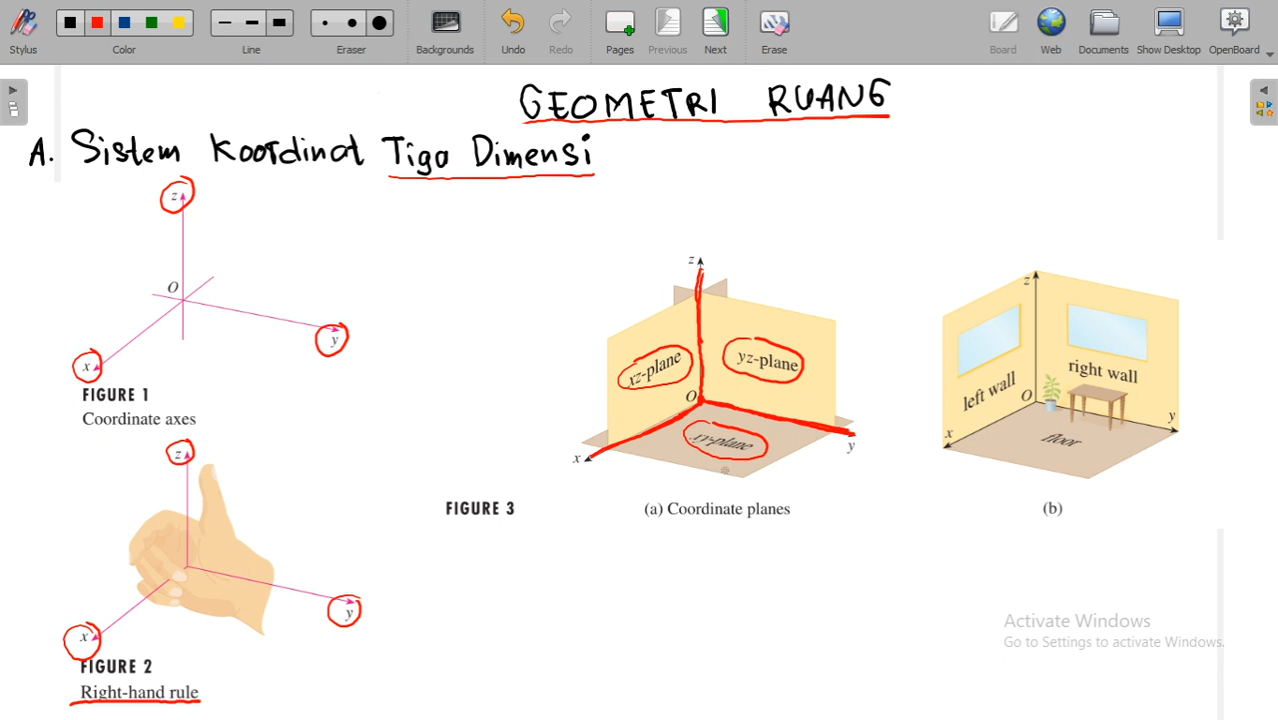 Stylus
Color
Line
Eraser
Backgrounds
Undo
Redo
Pages
Previous
Next
Erase
Board
Web
Documents
Show Desktop
OpenBoard
GEOMETRI RUANG
A. Sistem Koordinat Tiga Dimensi
z
O
x
y
FIGURE 1
Coordinate axes
z
x
y
FIGURE 2
Right-hand rule
z
xz-plane
yz-plane
O
xy-plane
x
y
FIGURE 3
(a) Coordinate planes
z
left wall
right wall
O
x
y
floor
(b)
Activate Windows
Go to Settings to activate Windows.